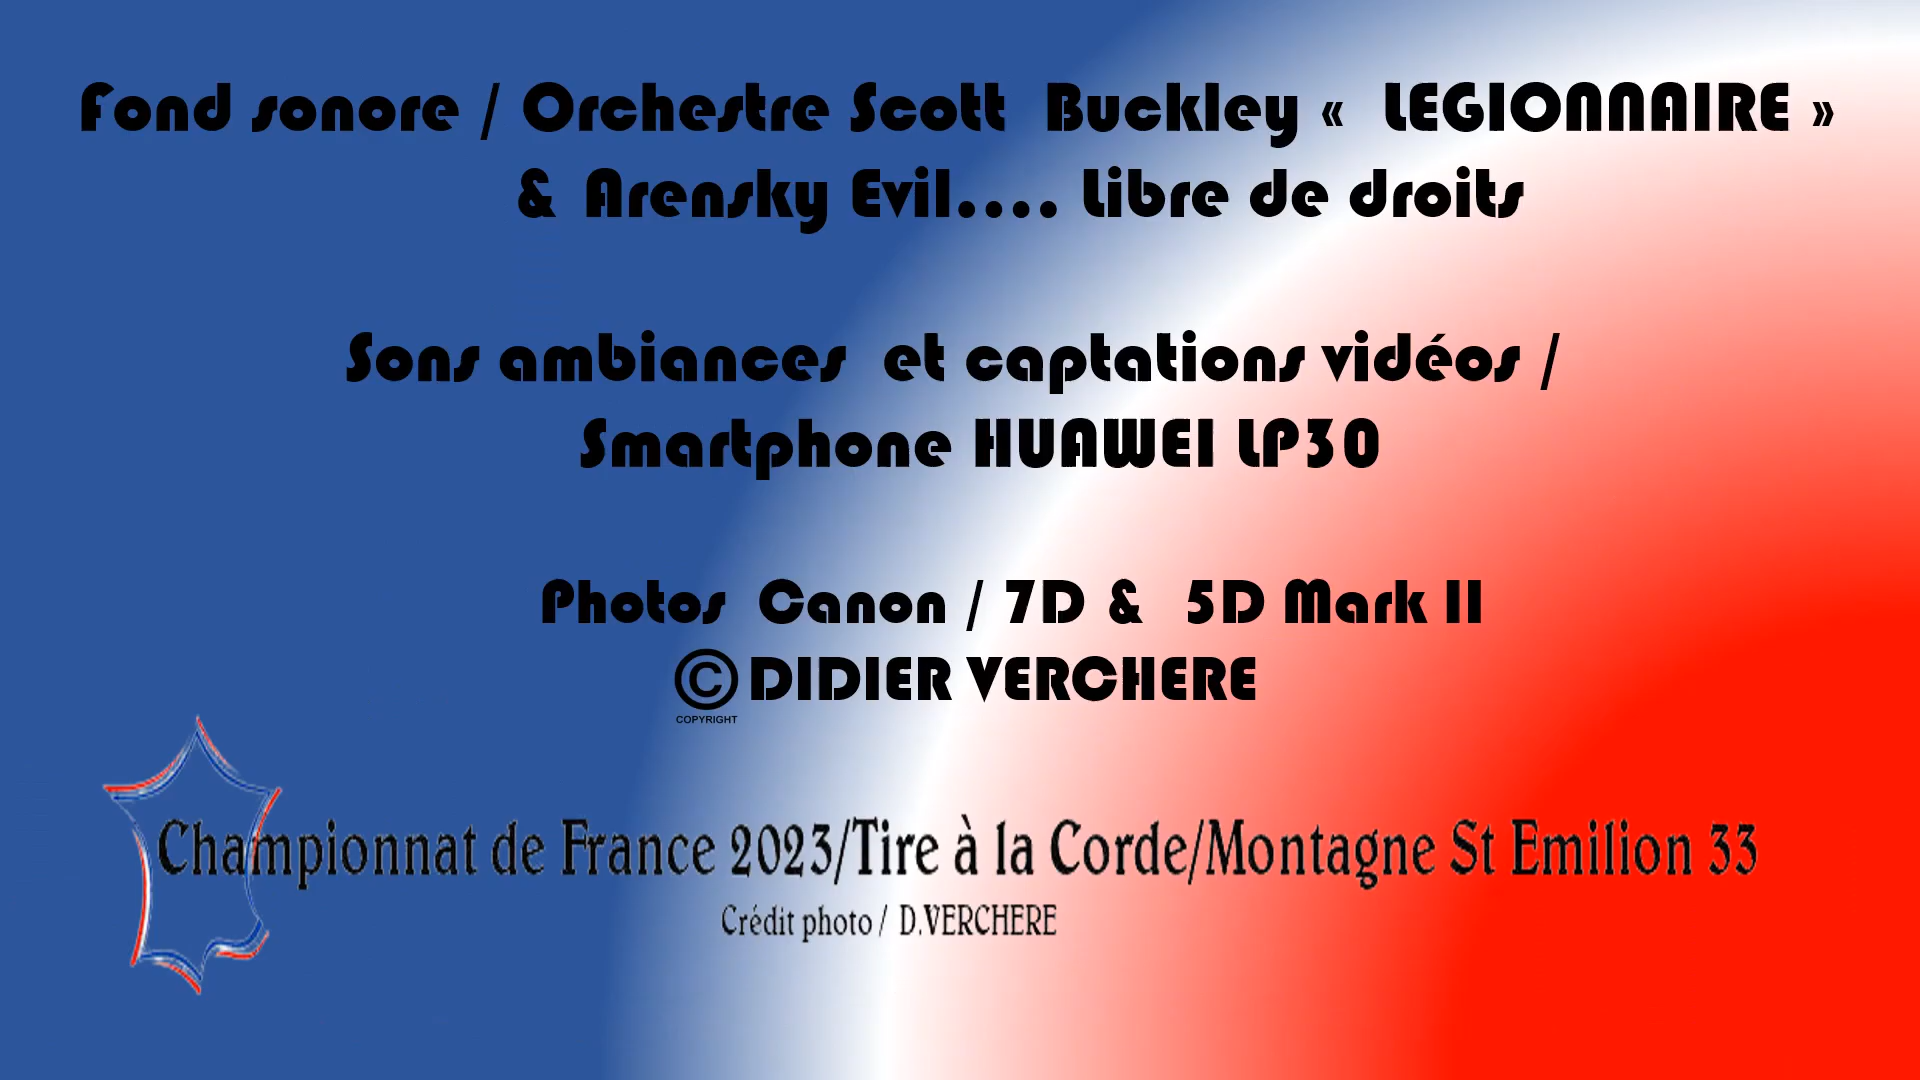 Fond sonore / Orchestre Scott Buckley « LEGIONNAIRE »
& Arensky Evil.... Libre de droits
Sons ambiances et captations vidéos /
Smartphone HUAWEI LP30
Photos Canon / 7D & 5D Mark II
© DIDIER VERCHERE
COPYRIGHT
Championnat de France 2023/Tire à la Corde/Montagne St Emilion 33
Crédit photo / D.VERCHERE